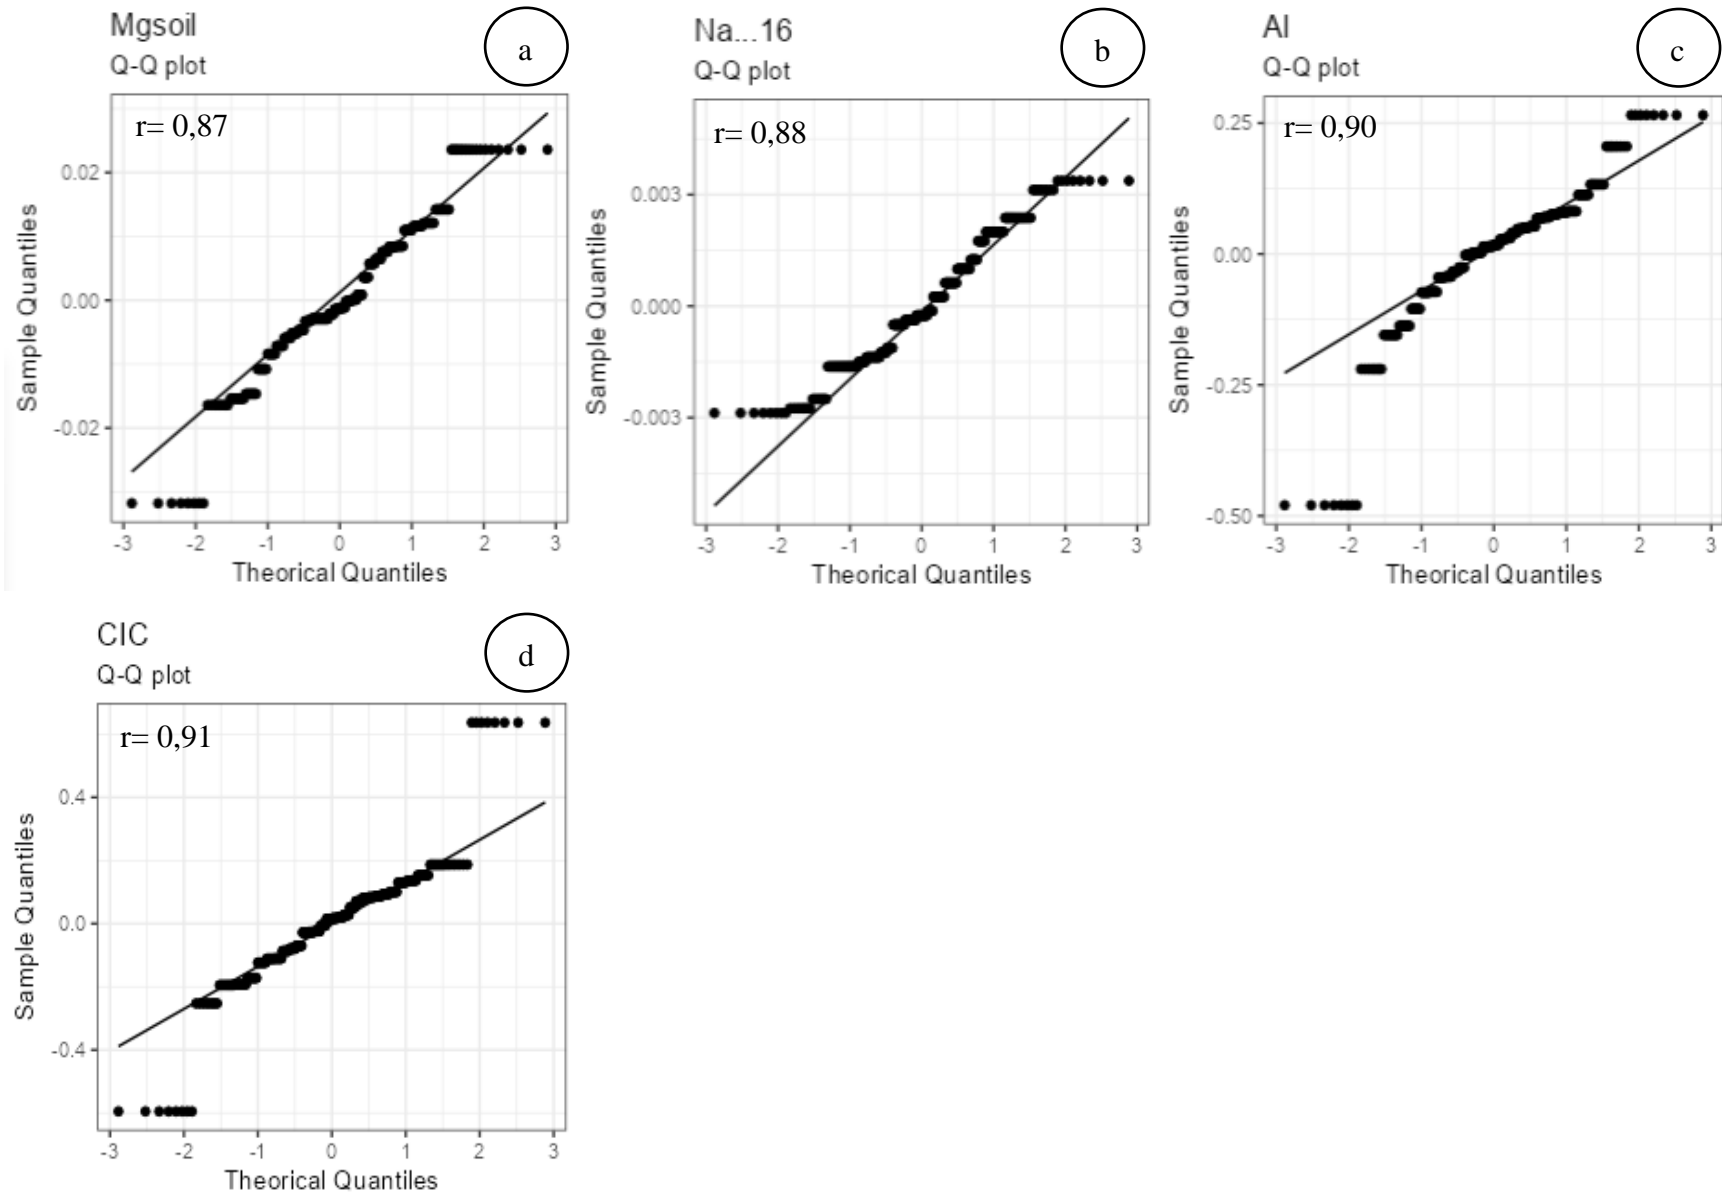 Mgsoil
Q-Q plot
a
r= 0,87
0.02
0.00
-0.02
-3 -2 -1 0 1 2 3
Sample Quantiles
Theorical Quantiles
Na...16
Q-Q plot
b
r= 0,88
0.003
0.000
-0.003
-3 -2 -1 0 1 2 3
Sample Quantiles
Theorical Quantiles
Al
Q-Q plot
c
r= 0,90
0.25
0.00
-0.25
-0.50
-3 -2 -1 0 1 2 3
Sample Quantiles
Theorical Quantiles
CIC
Q-Q plot
d
r= 0,91
0.4
0.0
-0.4
-3 -2 -1 0 1 2 3
Sample Quantiles
Theorical Quantiles